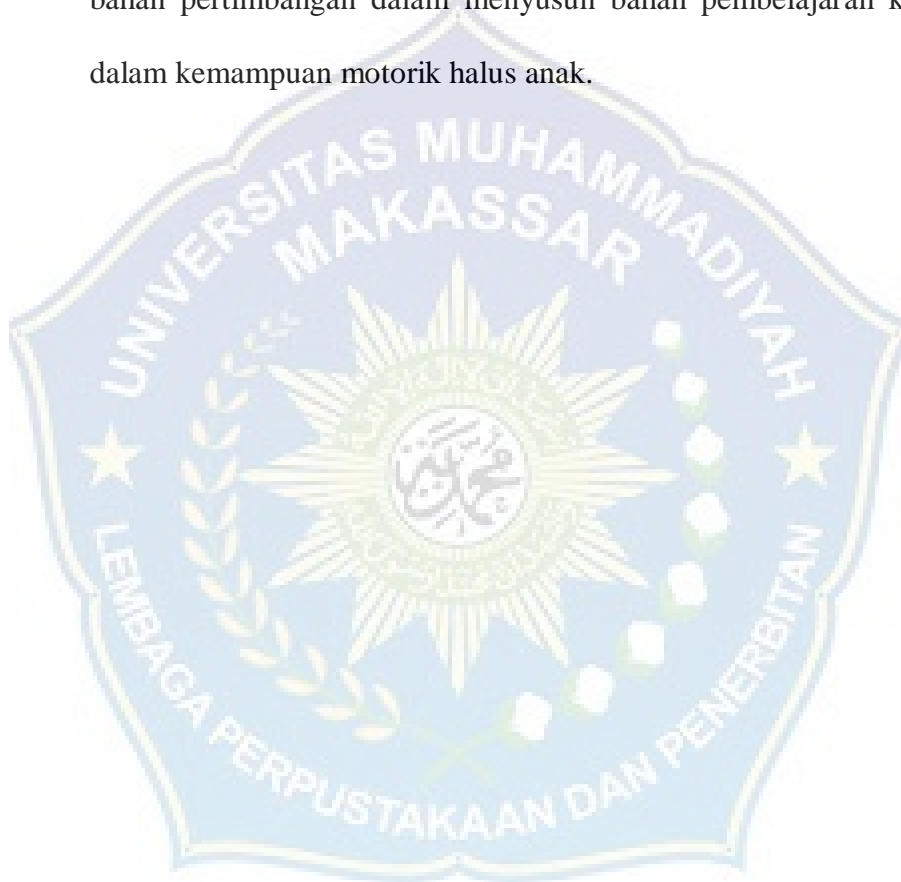 bahan pertimbangan dalam menyusun bahan pembelajaran k
dalam kemampuan motorik halus anak.
UNIVERSITAS MUHAMMADIYAH
MAKASSAR
LEMBAGA PERPUSTAKAAN DAN PENERBITAN